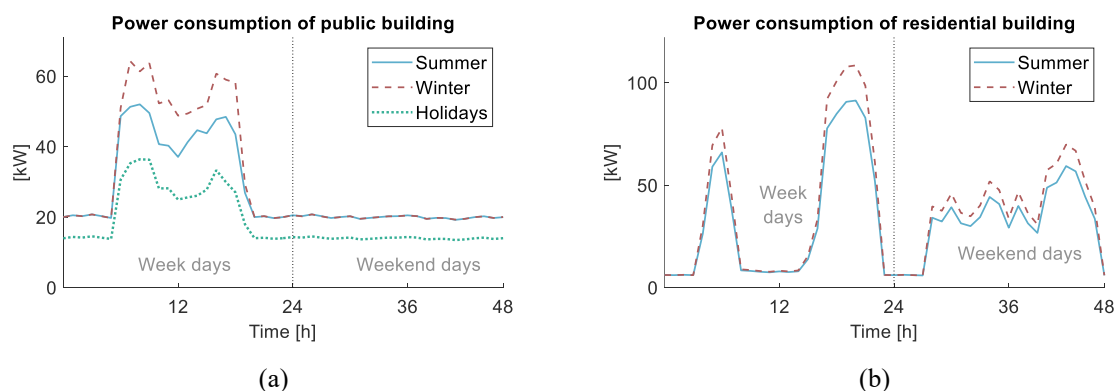 Power consumption of public building
60
40
20
0
[kW]
Summer
Winter
Holidays
Week days
Weekend days
12
24
36
48
Time [h]
(a)
Power consumption of residential building
100
50
0
[kW]
Summer
Winter
Week
days
Weekend days
12
24
36
48
Time [h]
(b)